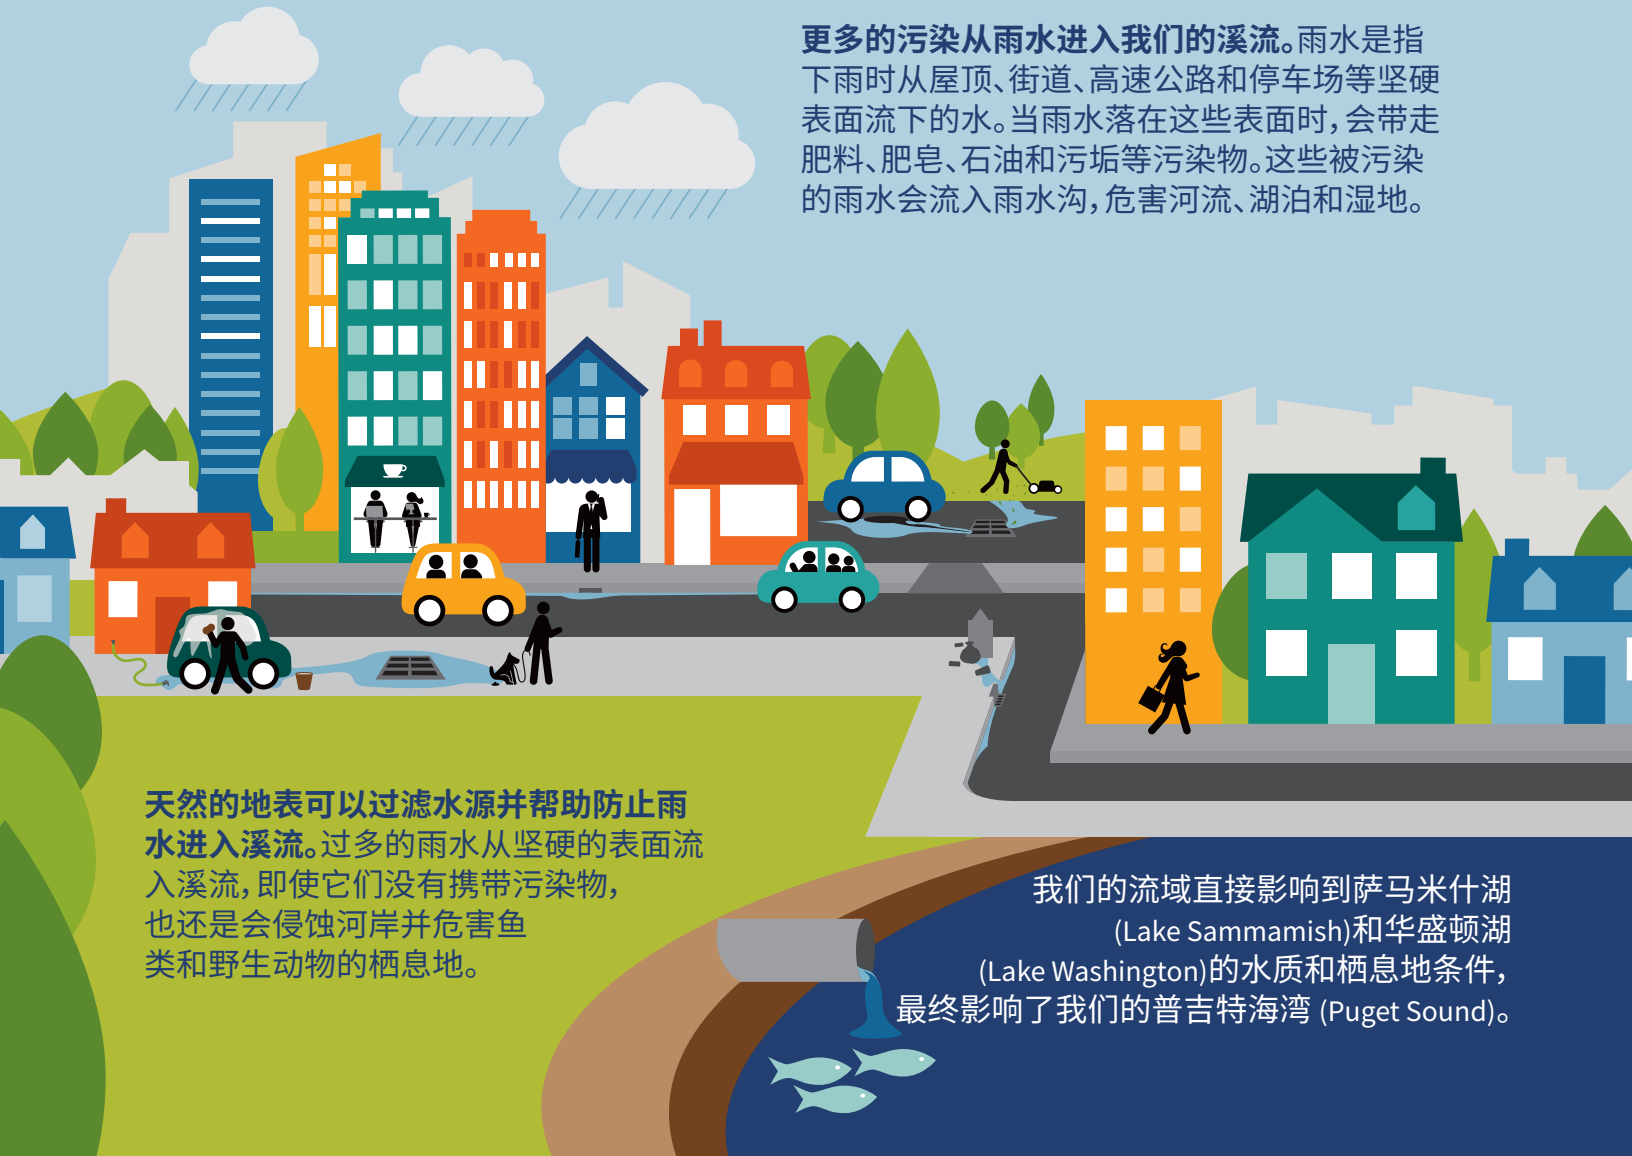 更多的污染从雨水进入我们的溪流。雨水是指
下雨时从屋顶、街道、高速公路和停车场等坚硬
表面流下的水。当雨水落在这些表面时，会带走
肥料、肥皂、石油和污垢等污染物。这些被污染
的雨水会流入雨水沟，危害河流、湖泊和湿地。
天然的地表可以过滤水源并帮助防止雨
水进入溪流。过多的雨水从坚硬的表面流
入溪流，即使它们没有携带污染物，
也还是会侵蚀河岸并危害鱼
类和野生动物的栖息地。
我们的流域直接影响到萨马米什湖
(Lake Sammamish)和华盛顿湖
(Lake Washington)的水质和栖息地条件，
最终影响了我们的普吉特海湾 (Puget Sound)。